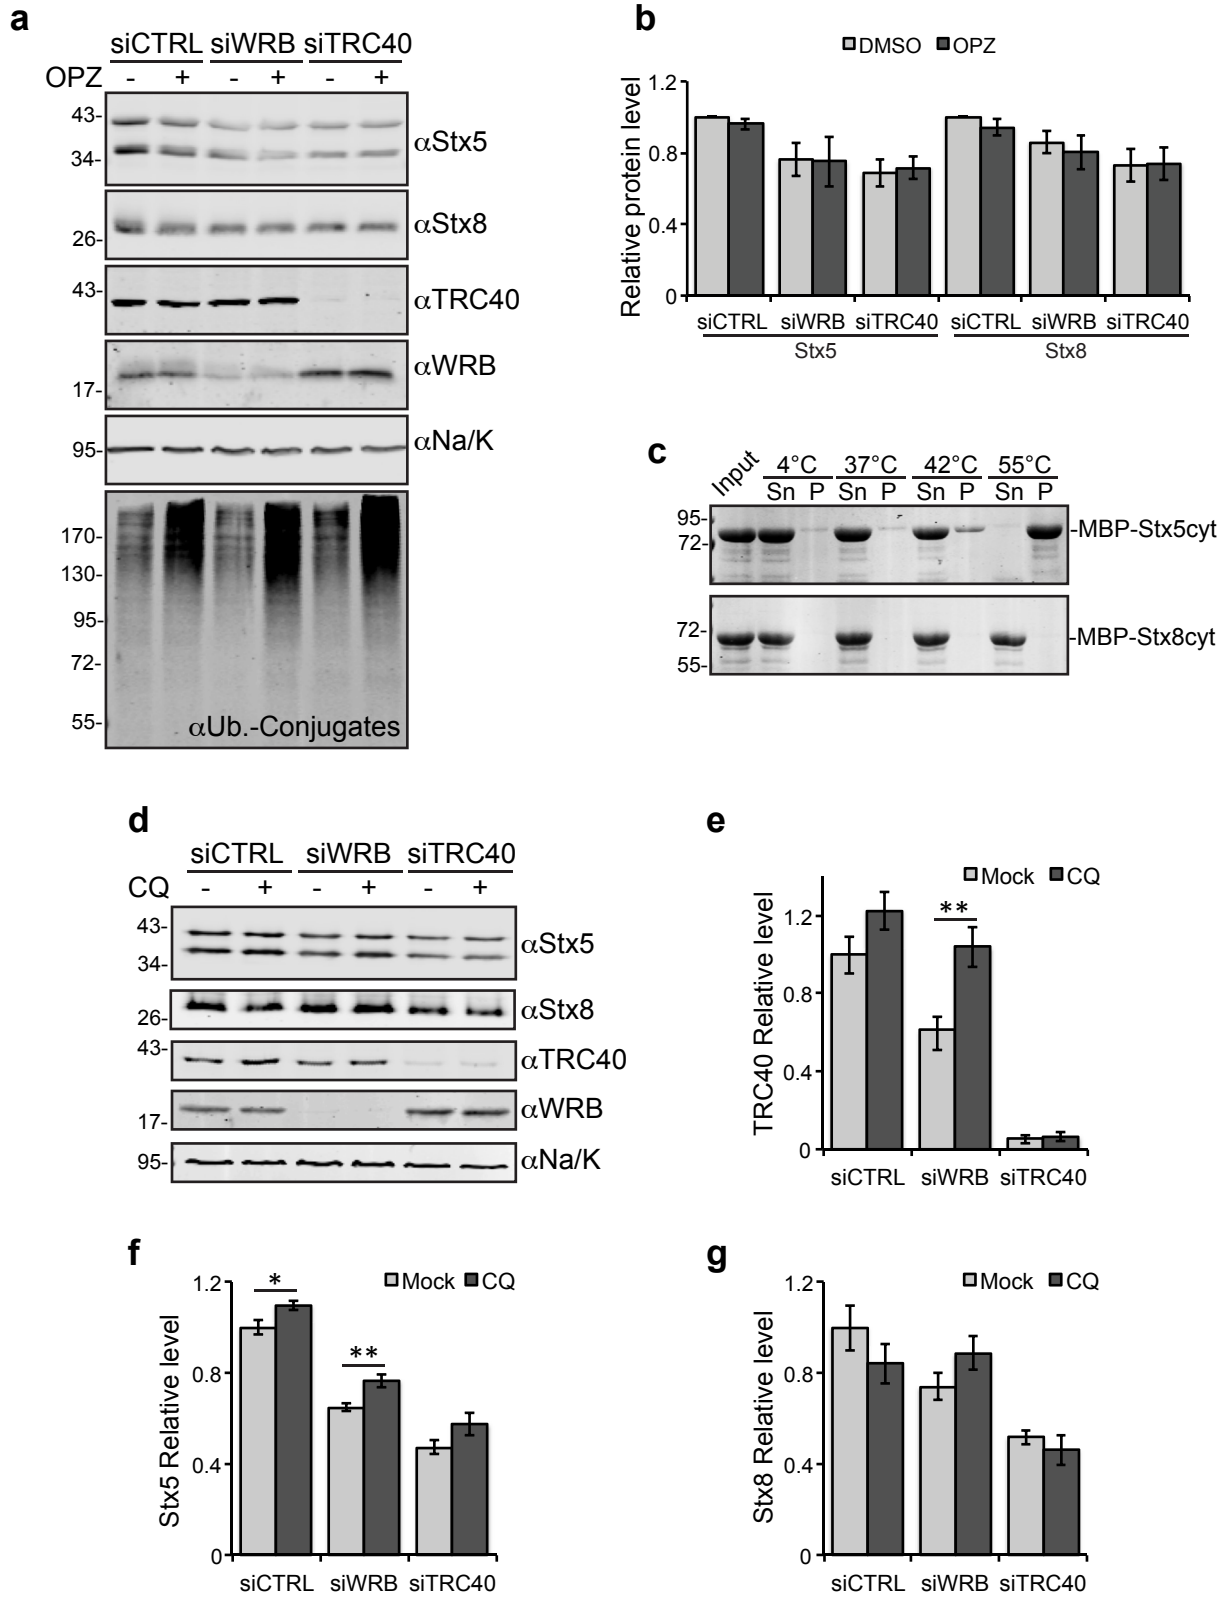 a
siCTRL siWRB siTRC40
OPZ - + - + - +
43-
34-
αStx5
26-
αStx8
43-
αTRC40
17-
αWRB
95-
αNa/K
170-
130-
95-
72-
55-
αUb.-Conjugates
b
DMSO OPZ
Relative protein level
1.2
0.8
0.4
0
siCTRL siWRB siTRC40 siCTRL siWRB siTRC40
Stx5 Stx8
c
Input 4°C 37°C 42°C 55°C
Sn P Sn P Sn P Sn P
95-
72-
-MBP-Stx5cyt
72-
55-
-MBP-Stx8cyt
d
siCTRL siWRB siTRC40
CQ - + - + - +
43-
34-
αStx5
26-
αStx8
43-
αTRC40
17-
αWRB
95-
αNa/K
e
Mock CQ
TRC40 Relative level
1.2
0.8
0.4
0
**
siCTRL siWRB siTRC40
f
Mock CQ
Stx5 Relative level
1.2
0.8
0.4
0
*
**
siCTRL siWRB siTRC40
g
Mock CQ
Stx8 Relative level
1.2
0.8
0.4
0
siCTRL siWRB siTRC40